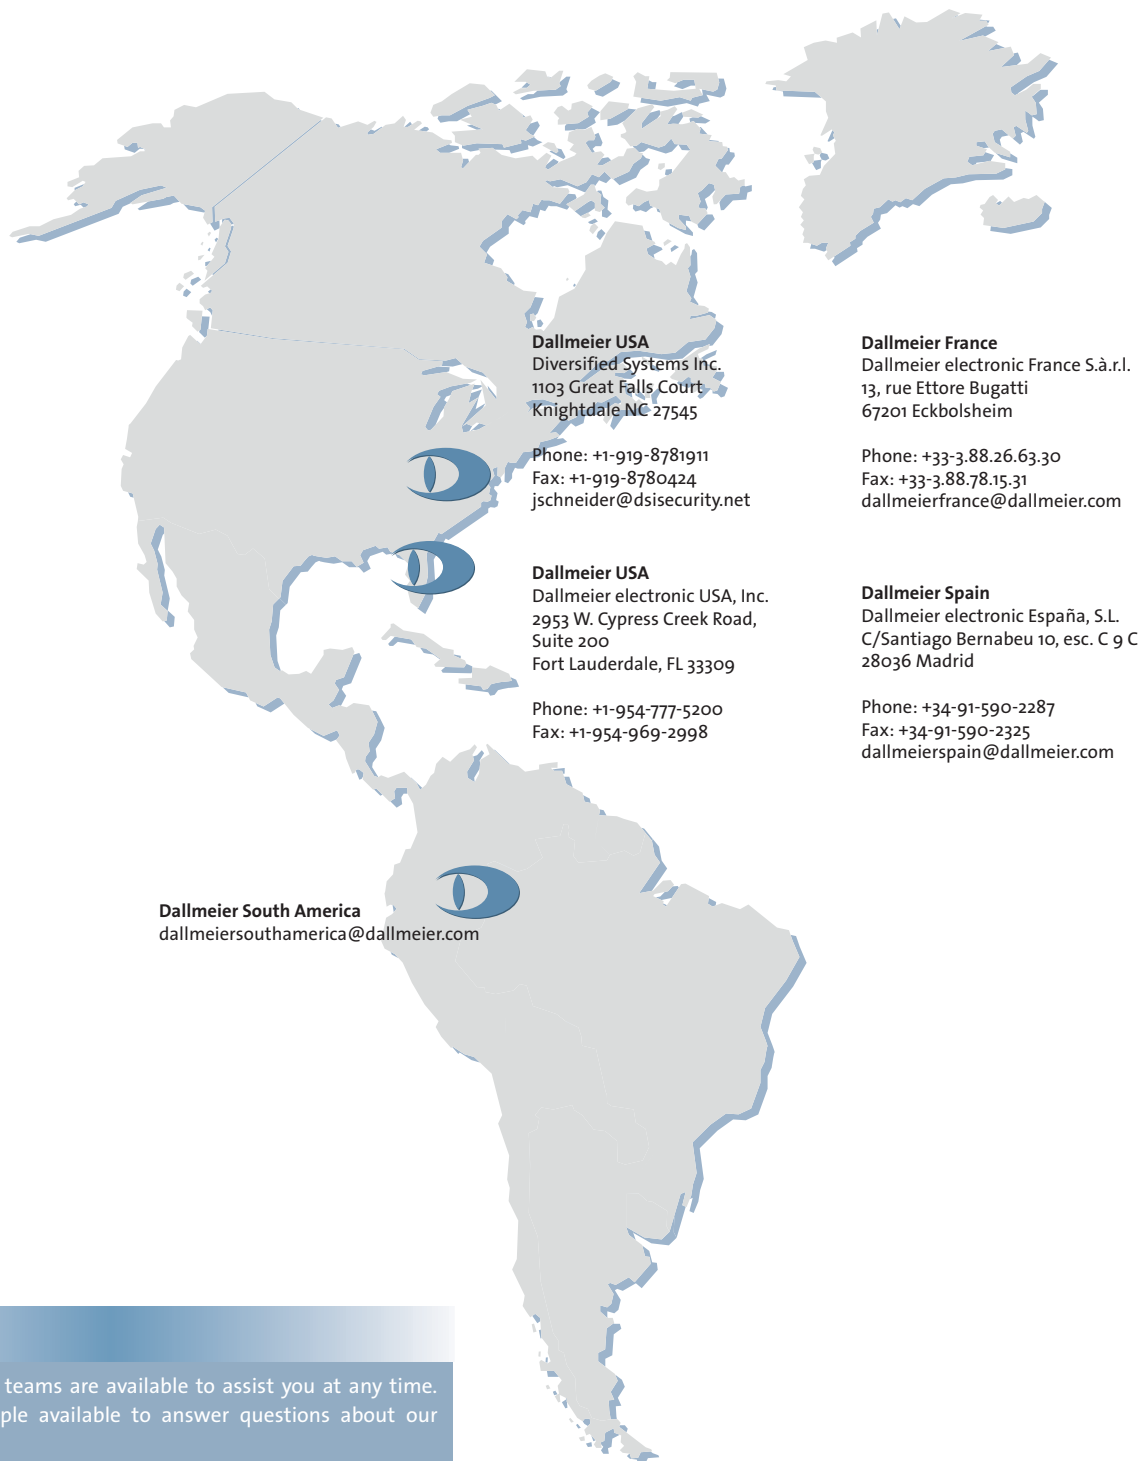 Dallmeier USA
Diversified Systems Inc.
1103 Great Falls Court
Knightdale NC 27545
Phone: +1-919-8781911
Fax: +1-919-8780424
jschneider@dsisecurity.net
Dallmeier France
Dallmeier electronic France S.à.r.l.
13, rue Ettore Bugatti
67201 Eckbolsheim
Phone: +33-3.88.26.63.30
Fax: +33-3.88.78.15.31
dallmeierfrance@dallmeier.com
Dallmeier USA
Dallmeier electronic USA, Inc.
2953 W. Cypress Creek Road,
Suite 200
Fort Lauderdale, FL 33309
Phone: +1-954-777-5200
Fax: +1-954-969-2998
Dallmeier Spain
Dallmeier electronic España, S.L.
C/Santiago Bernabeu 10, esc. C 9 C
28036 Madrid
Phone: +34-91-590-2287
Fax: +34-91-590-2325
dallmeierspain@dallmeier.com
Dallmeier South America
dallmeiersouthamerica@dallmeier.com
teams are available to assist you at any time.
ple available to answer questions about our